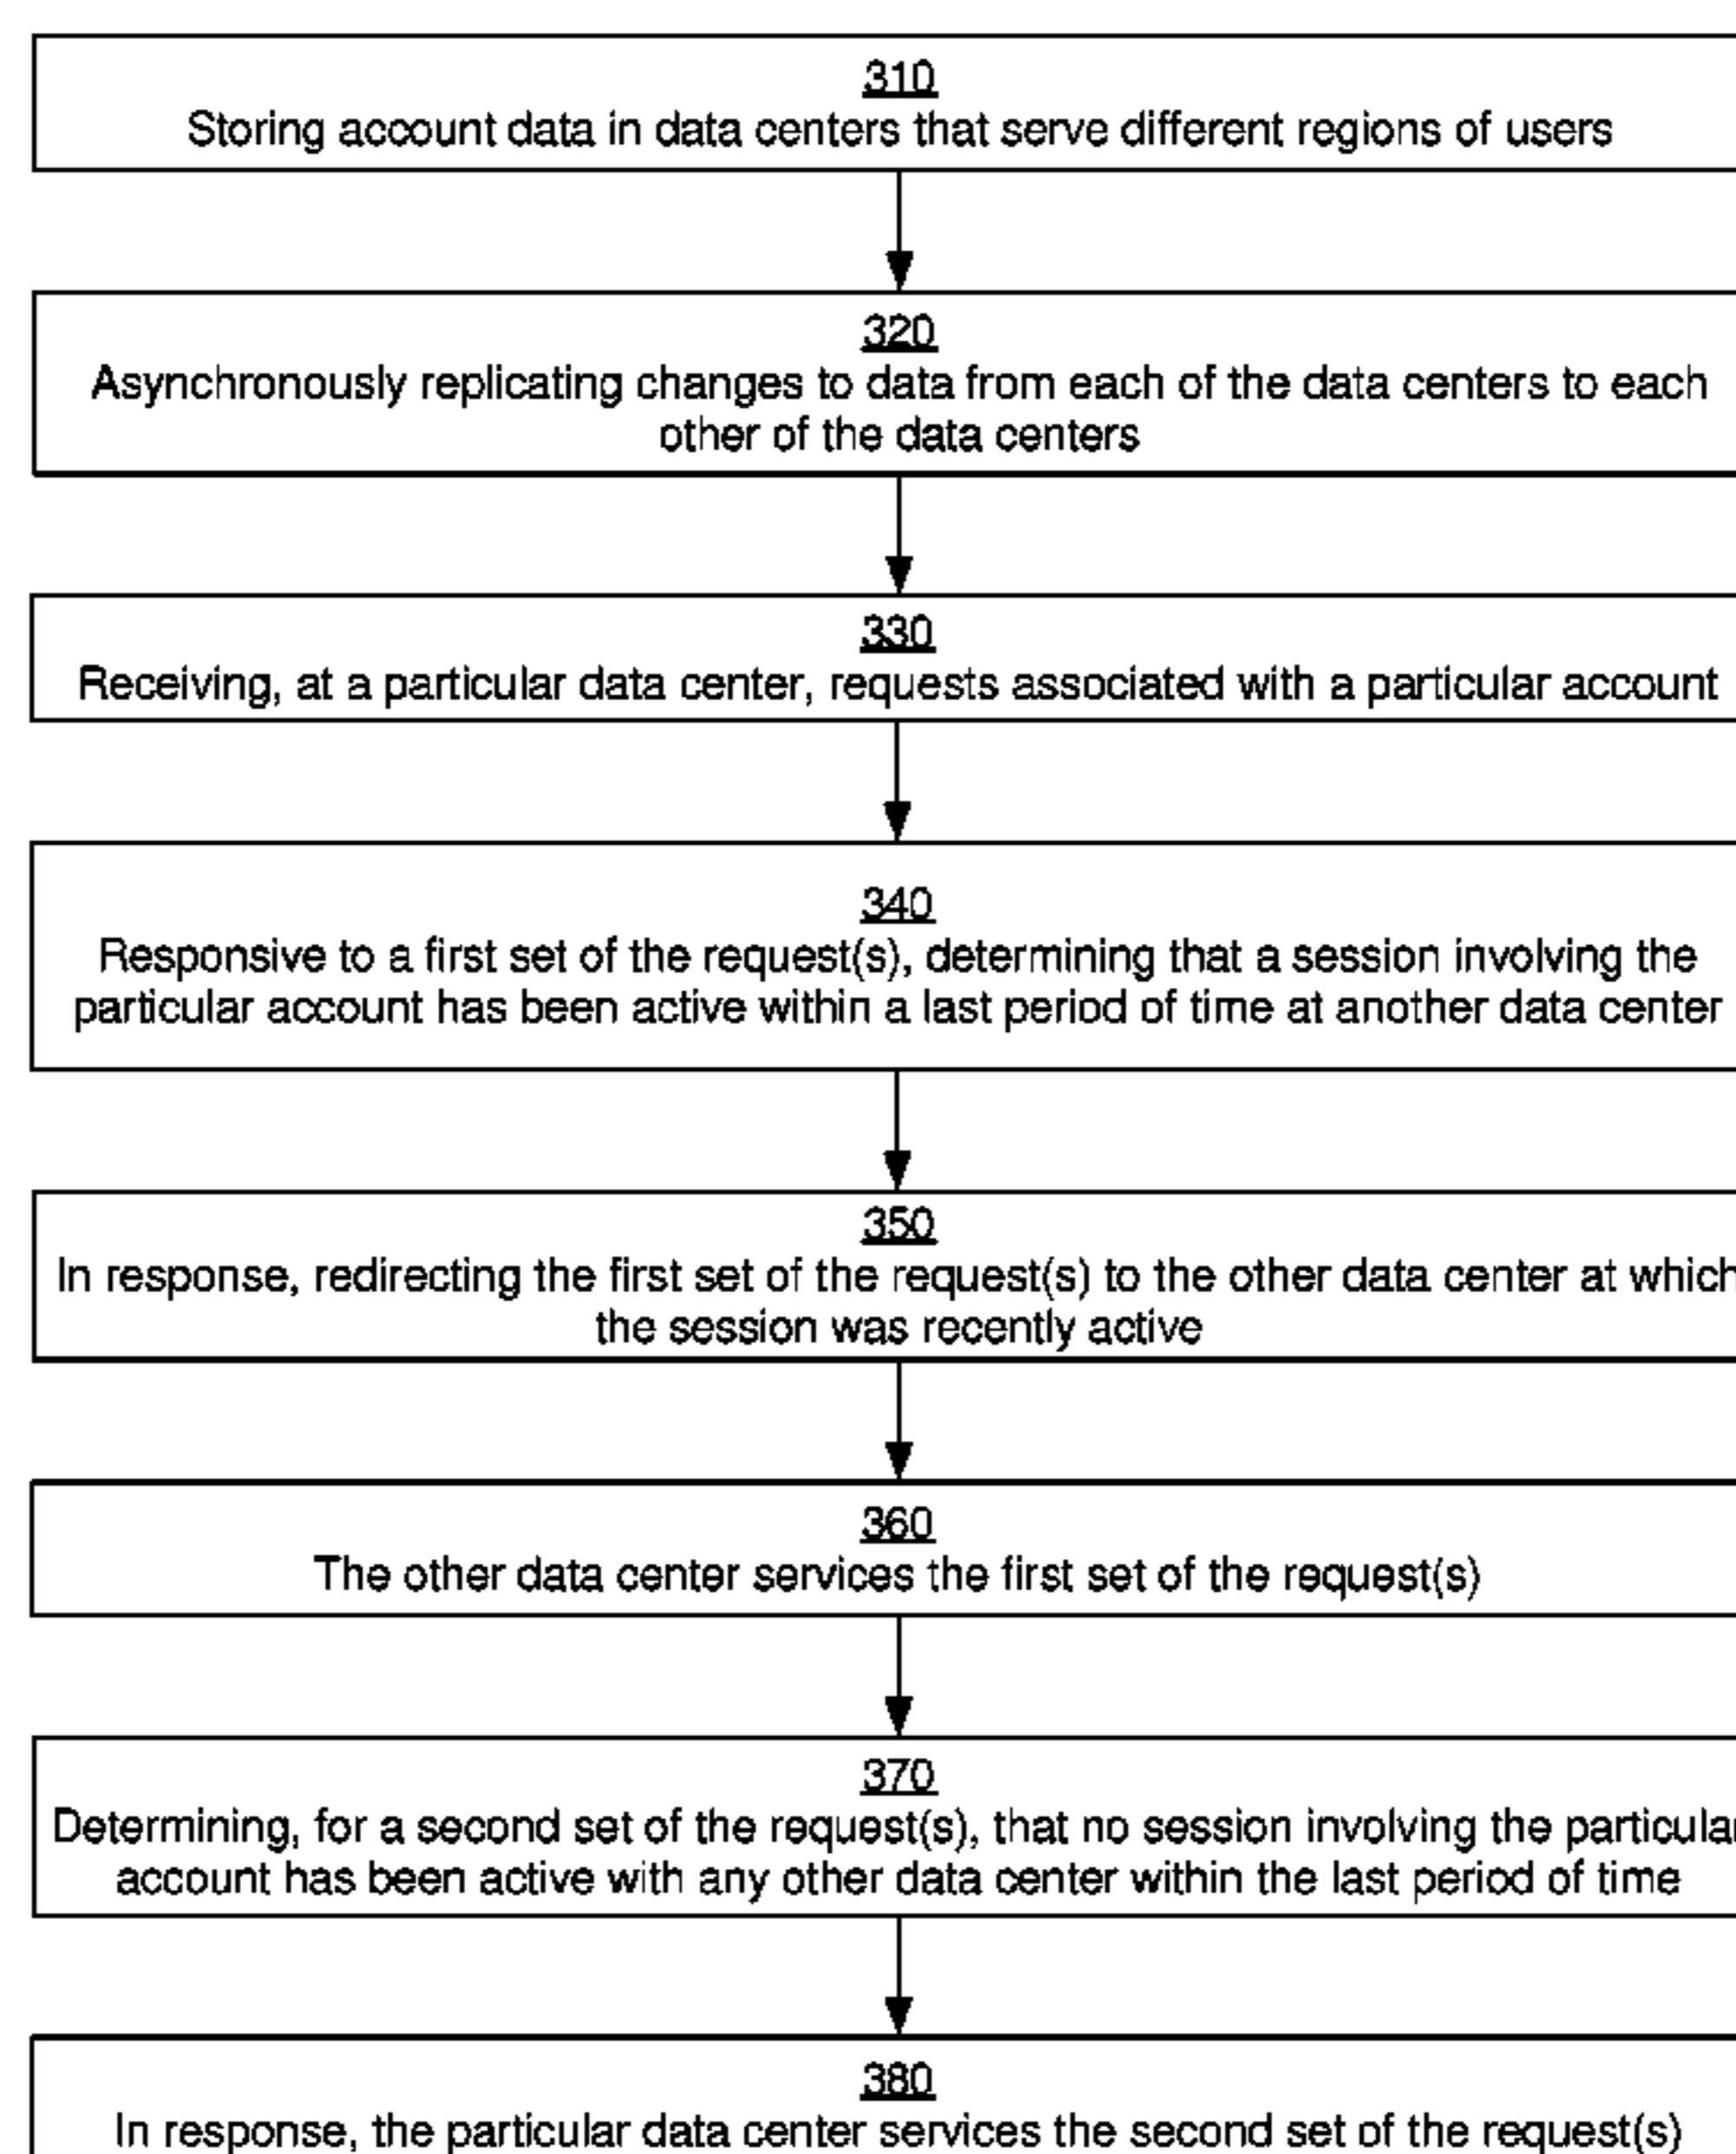 310
Storing account data in data centers that serve different regions of users
320
Asynchronously replicating changes to data from each of the data centers to each
other of the data centers
330
Receiving, at a particular data center, requests associated with a particular account
340
Responsive to a first set of the request(s), determining that a session involving the
particular account has been active within a last period of time at another data center
350
In response, redirecting the first set of the request(s) to the other data center at which
the session was recently active
360
The other data center services the first set of the request(s)
370
Determining, for a second set of the request(s), that no session involving the particular
account has been active with any other data center within the last period of time
380
In response, the particular data center services the second set of the request(s)